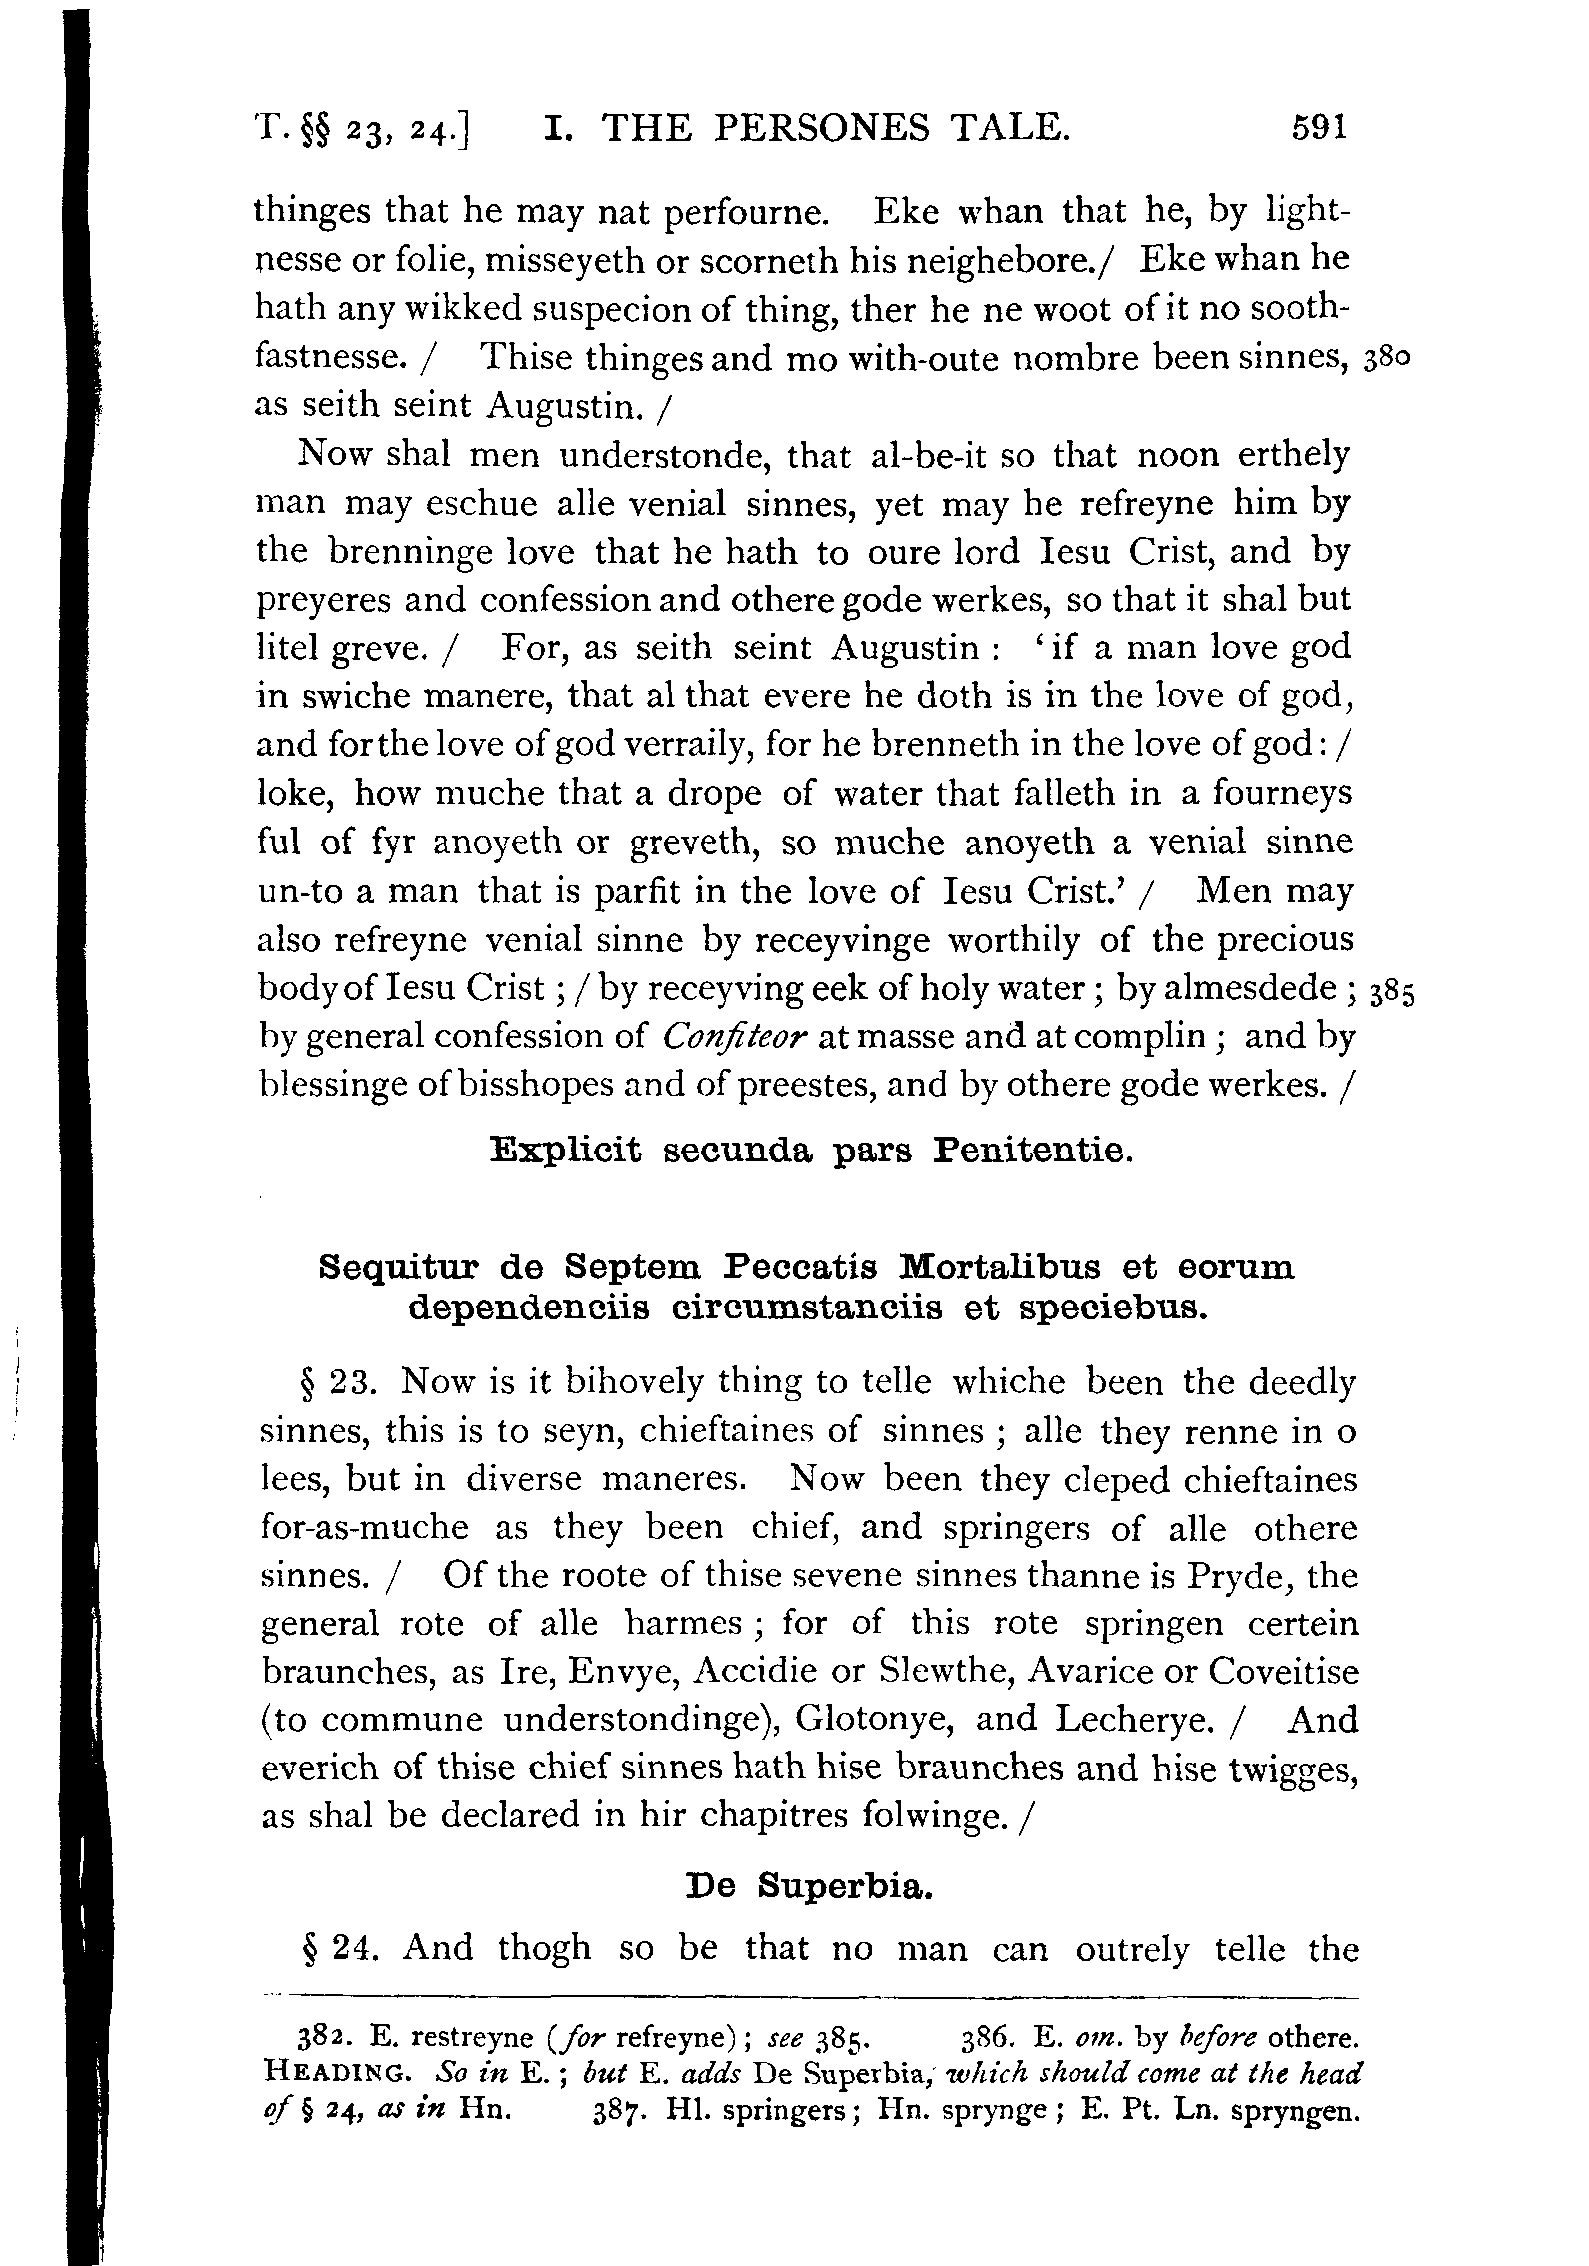 T. §§ 23, 24.] I. THE PERSONES TALE. 591
thinges that he may nat perfourne. Eke whan that he, by light-
nesse or folie, misseyeth or scorneth his neighebore./ Eke whan he
hath any wikked suspecion of thing, ther he ne woot of it no sooth-
fastnesse. / Thise thinges and mo with-oute nombre been sinnes, 380
as seith seint Augustin. /
Now shal men understonde, that al-be-it so that noon erthely
man may eschue alle venial sinnes, yet may he refreyne him by
the brenninge love that he hath to oure lord Iesu Crist, and by
preyeres and confession and othere gode werkes, so that it shal but
litel greve. / For, as seith seint Augustin : ‘if a man love god
in swiche manere, that al that evere he doth is in the love of god,
and for the love of god verraily, for he brenneth in the love of god: /
loke, how muche that a drope of water that falleth in a fourneys
ful of fyr anoyeth or greveth, so muche anoyeth a venial sinne
un-to a man that is parfit in the love of Iesu Crist.’ / Men may
also refreyne venial sinne by receyvinge worthily of the precious
body of Iesu Crist ; / by receyving eek of holy water ; by almesdede ; 385
by general confession of Confiteor at masse and at complin ; and by
blessinge of bisshopes and of preestes, and by othere gode werkes. /
Explicit secunda pars Penitentie.
Sequitur de Septem Peccatis Mortalibus et eorum
dependenciis circumstanciis et speciebus.
§ 23. Now is it bihovely thing to telle whiche been the deedly
sinnes, this is to seyn, chieftaines of sinnes ; alle they renne in o
lees, but in diverse maneres. Now been they cleped chieftaines
for-as-muche as they been chief, and springers of alle othere
sinnes. / Of the roote of thise sevene sinnes thanne is Pryde, the
general rote of alle harmes ; for of this rote springen certein
braunches, as Ire, Envye, Accidie or Slewthe, Avarice or Coveitise
(to commune understondinge), Glotonye, and Lecherye. / And
everich of thise chief sinnes hath hise braunches and hise twigges,
as shal be declared in hir chapitres folwinge. /
De Superbia.
§ 24. And thogh so be that no man can outrely telle the
382. E. restreyne (for refreyne); see 385. 386. E. om. by before othere.
HEADING. So in E. ; but E. adds De Superbia, which should come at the head
of § 24, as in Hn. 387. Hl. springers; Hn. sprynge ; E. Pt. Ln. spryngen.